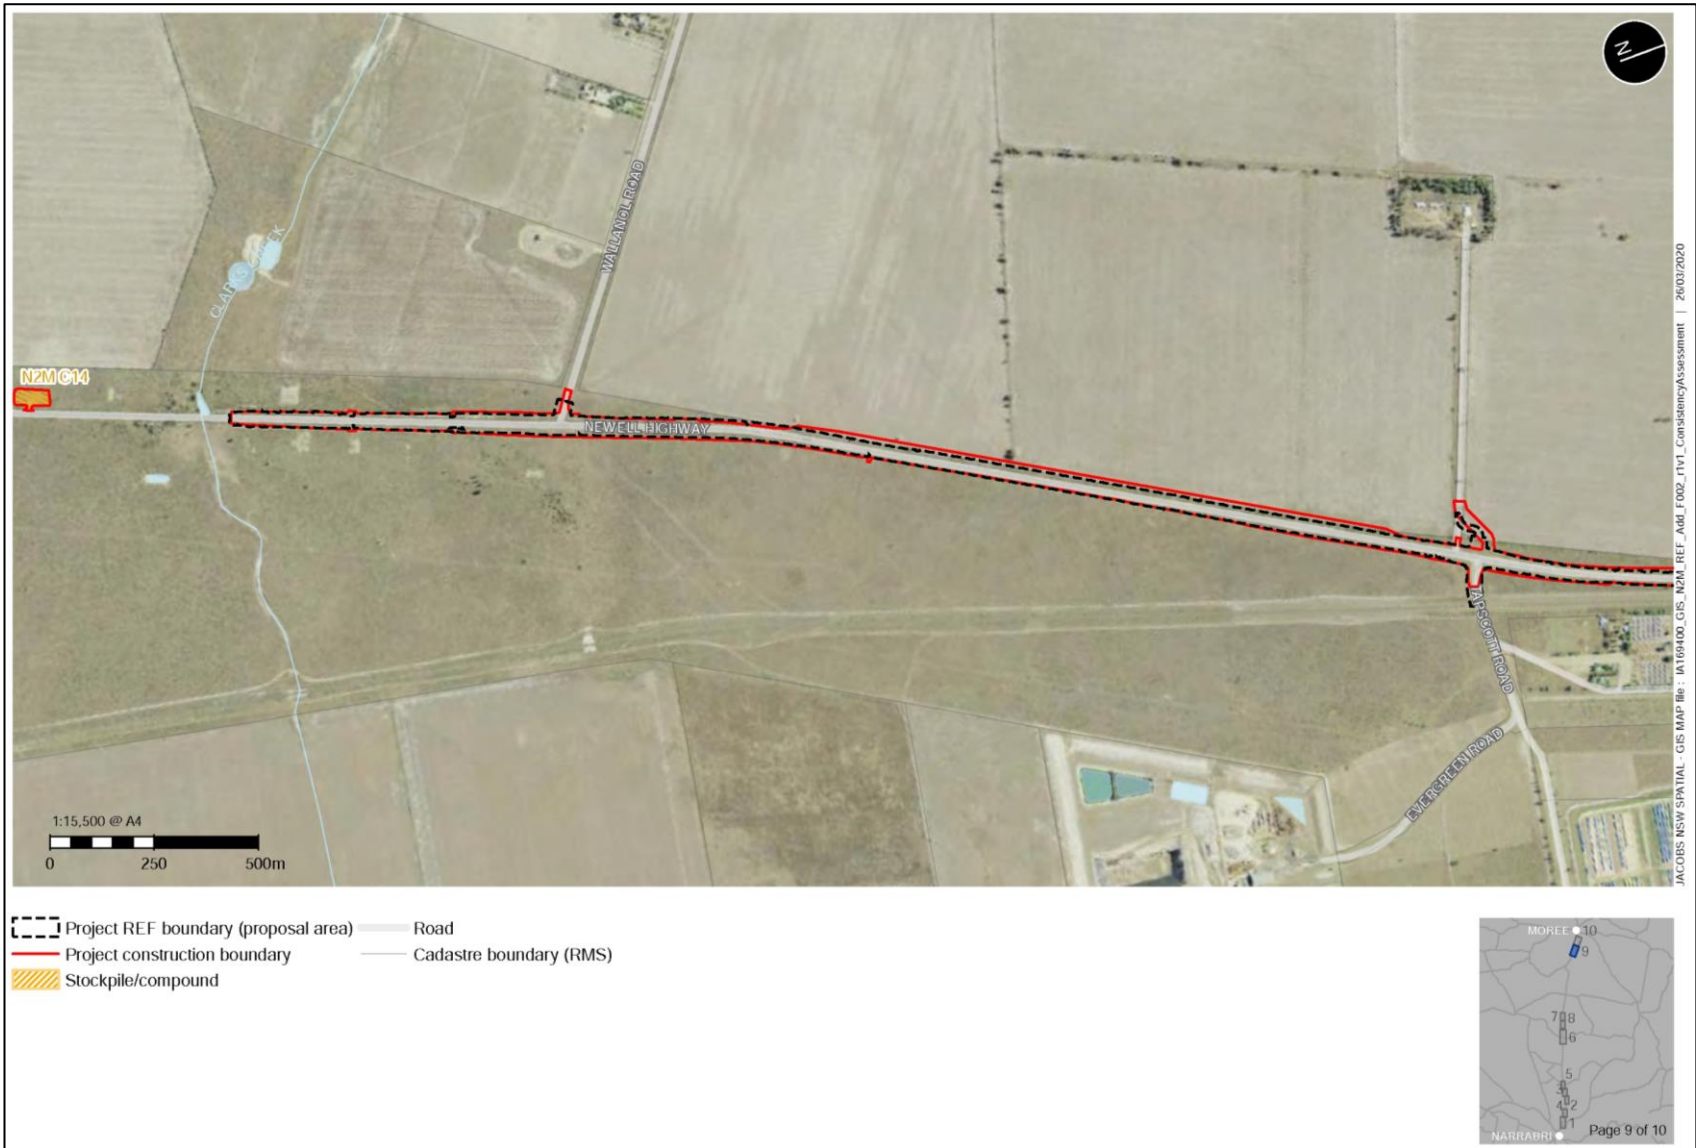 N
CLARKS CREEK
WALLANOL ROAD
N2M C14
NEWELL HIGHWAY
TAPSCOTT ROAD
EVERGREEN ROAD
1:15,500 @ A4
0 250 500m
JACOBS NSW SPATIAL - GIS MAP file : IA169400_GIS_N2M_REF_Add_F002_r1v1_ConsistencyAssessment | 26/03/2020
Project REF boundary (proposal area)
Road
Project construction boundary
Cadastre boundary (RMS)
Stockpile/compound
MOREE 10
9
7 8
6
5
4 2
1
NARRABRI
Page 9 of 10